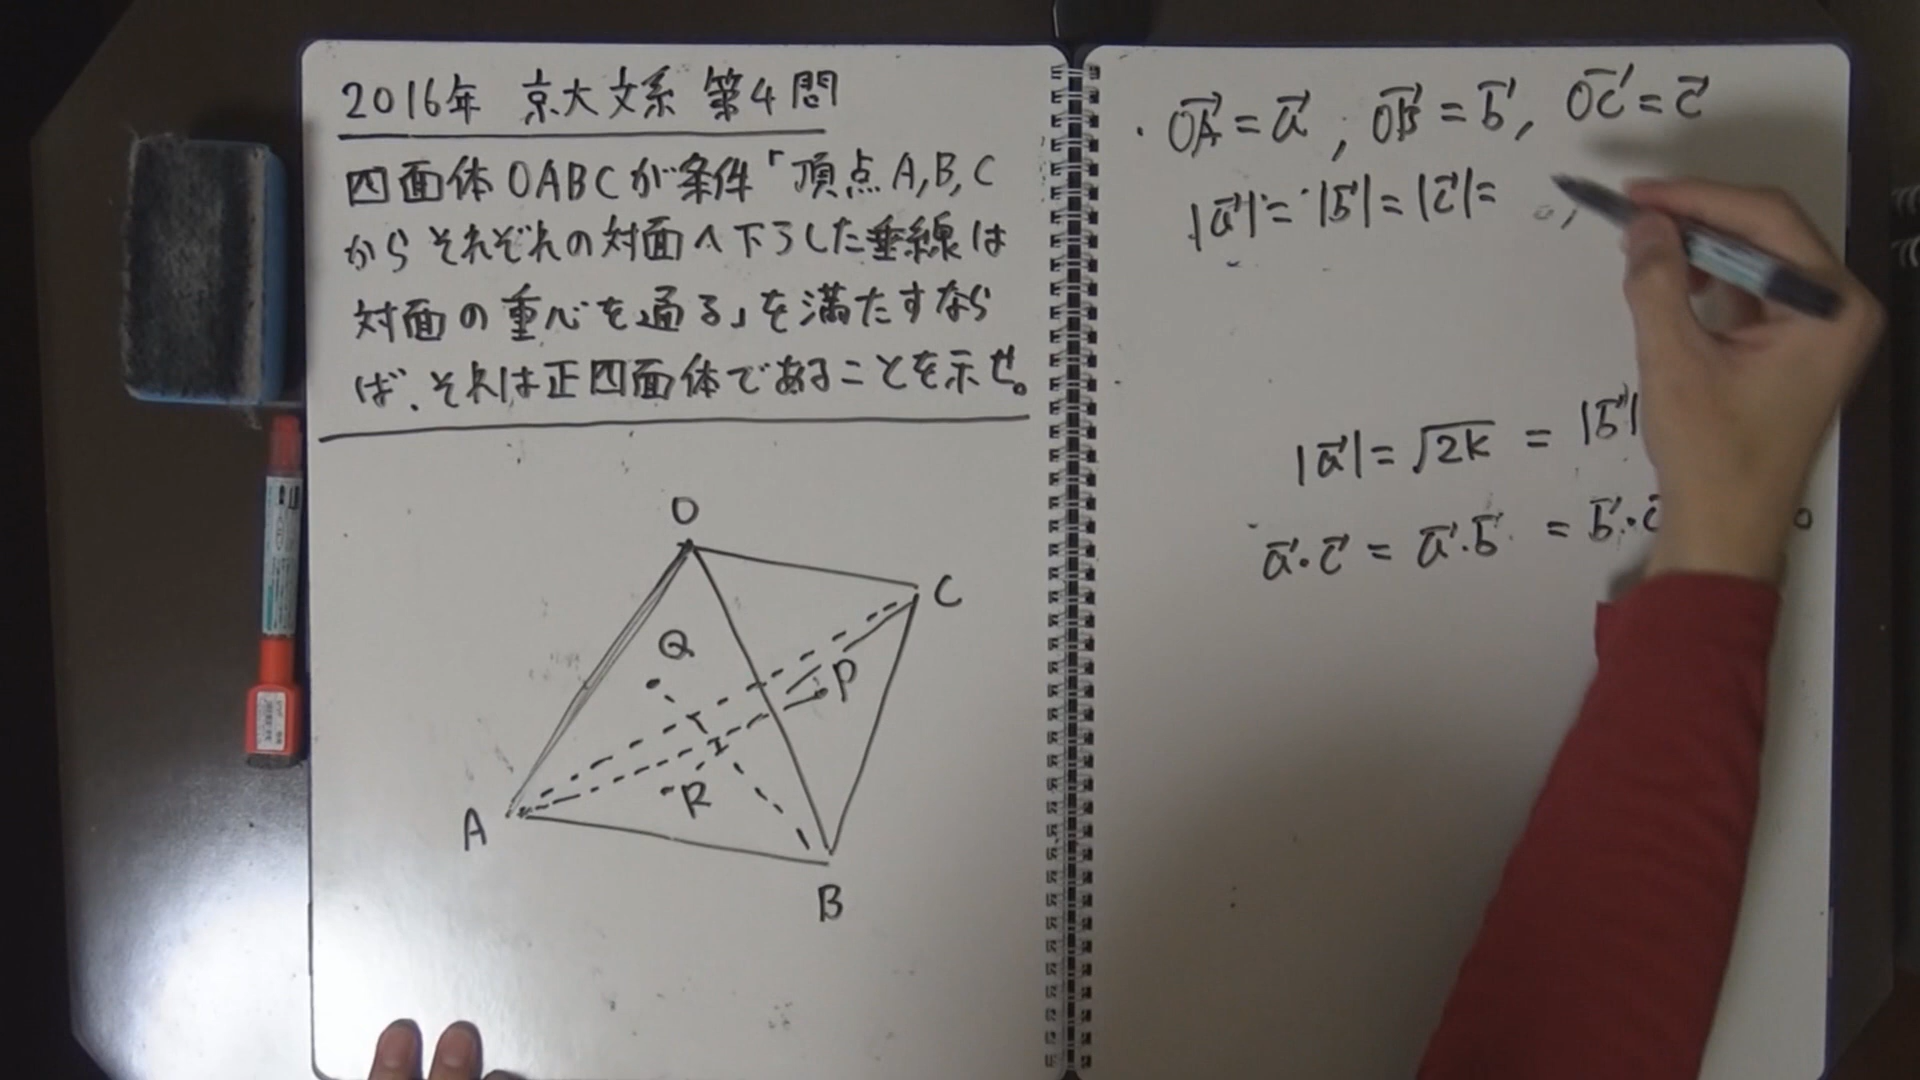 2016年 京大文系 第4問
四面体OABCが条件「頂点A,B,C
からそれぞれの対面へ下ろした垂線は
対面の重心を通る」を満たすなら
ば、それは正四面体であることを示せ。
O
C
Q
P
R
A
B
・OA→ = a→, OB→ = b→, OC→ = c→
|a→| = |b→| = |c→| =
|a→| = √2k = |b→|
a→・c→ = a→・b→ = b→・c